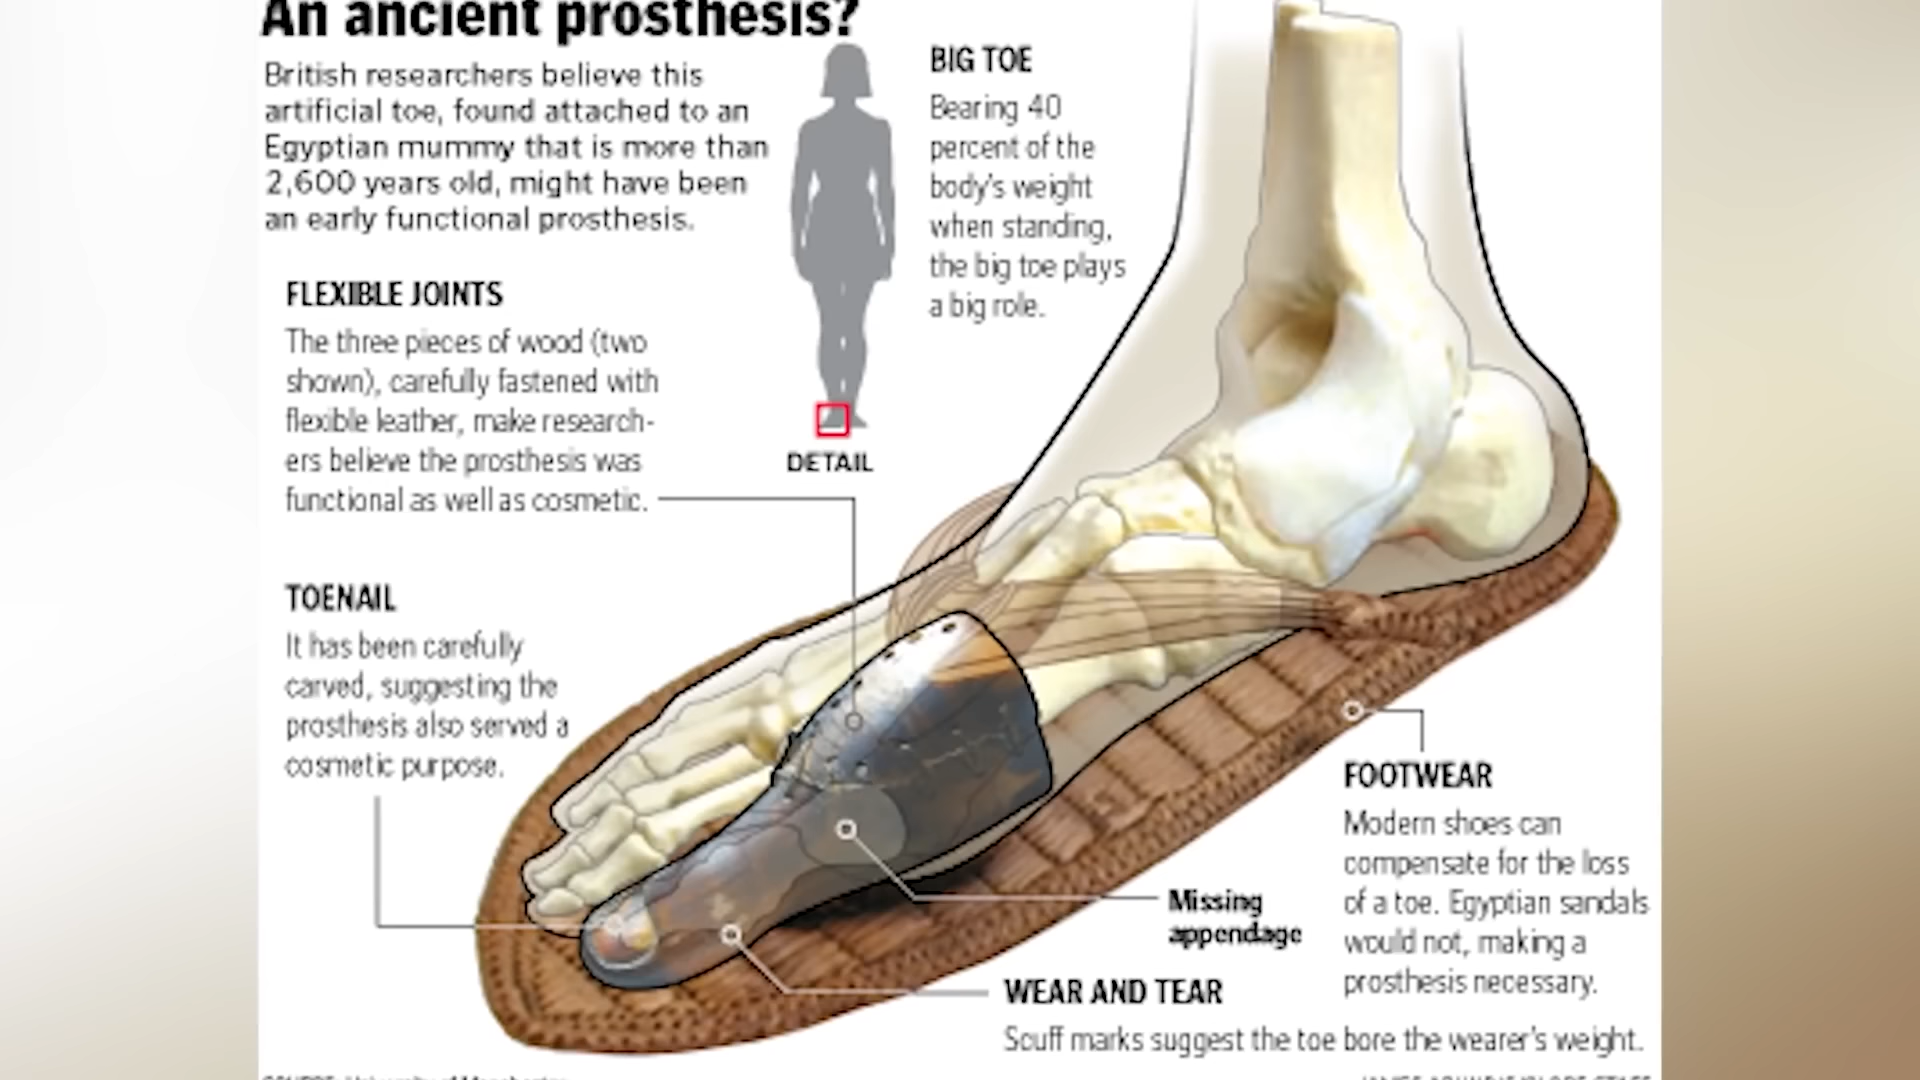 An ancient prosthesis?
British researchers believe this
artificial toe, found attached to an
Egyptian mummy that is more than
2,600 years old, might have been
an early functional prosthesis.
FLEXIBLE JOINTS
The three pieces of wood (two
shown), carefully fastened with
flexible leather, make research-
ers believe the prosthesis was
functional as well as cosmetic.
TOENAIL
It has been carefully
carved, suggesting the
prosthesis also served a
cosmetic purpose.
DETAIL
BIG TOE
Bearing 40
percent of the
body's weight
when standing,
the big toe plays
a big role.
Missing
appendage
FOOTWEAR
Modern shoes can
compensate for the loss
of a toe. Egyptian sandals
would not, making a
prosthesis necessary.
WEAR AND TEAR
Scuff marks suggest the toe bore the wearer's weight.